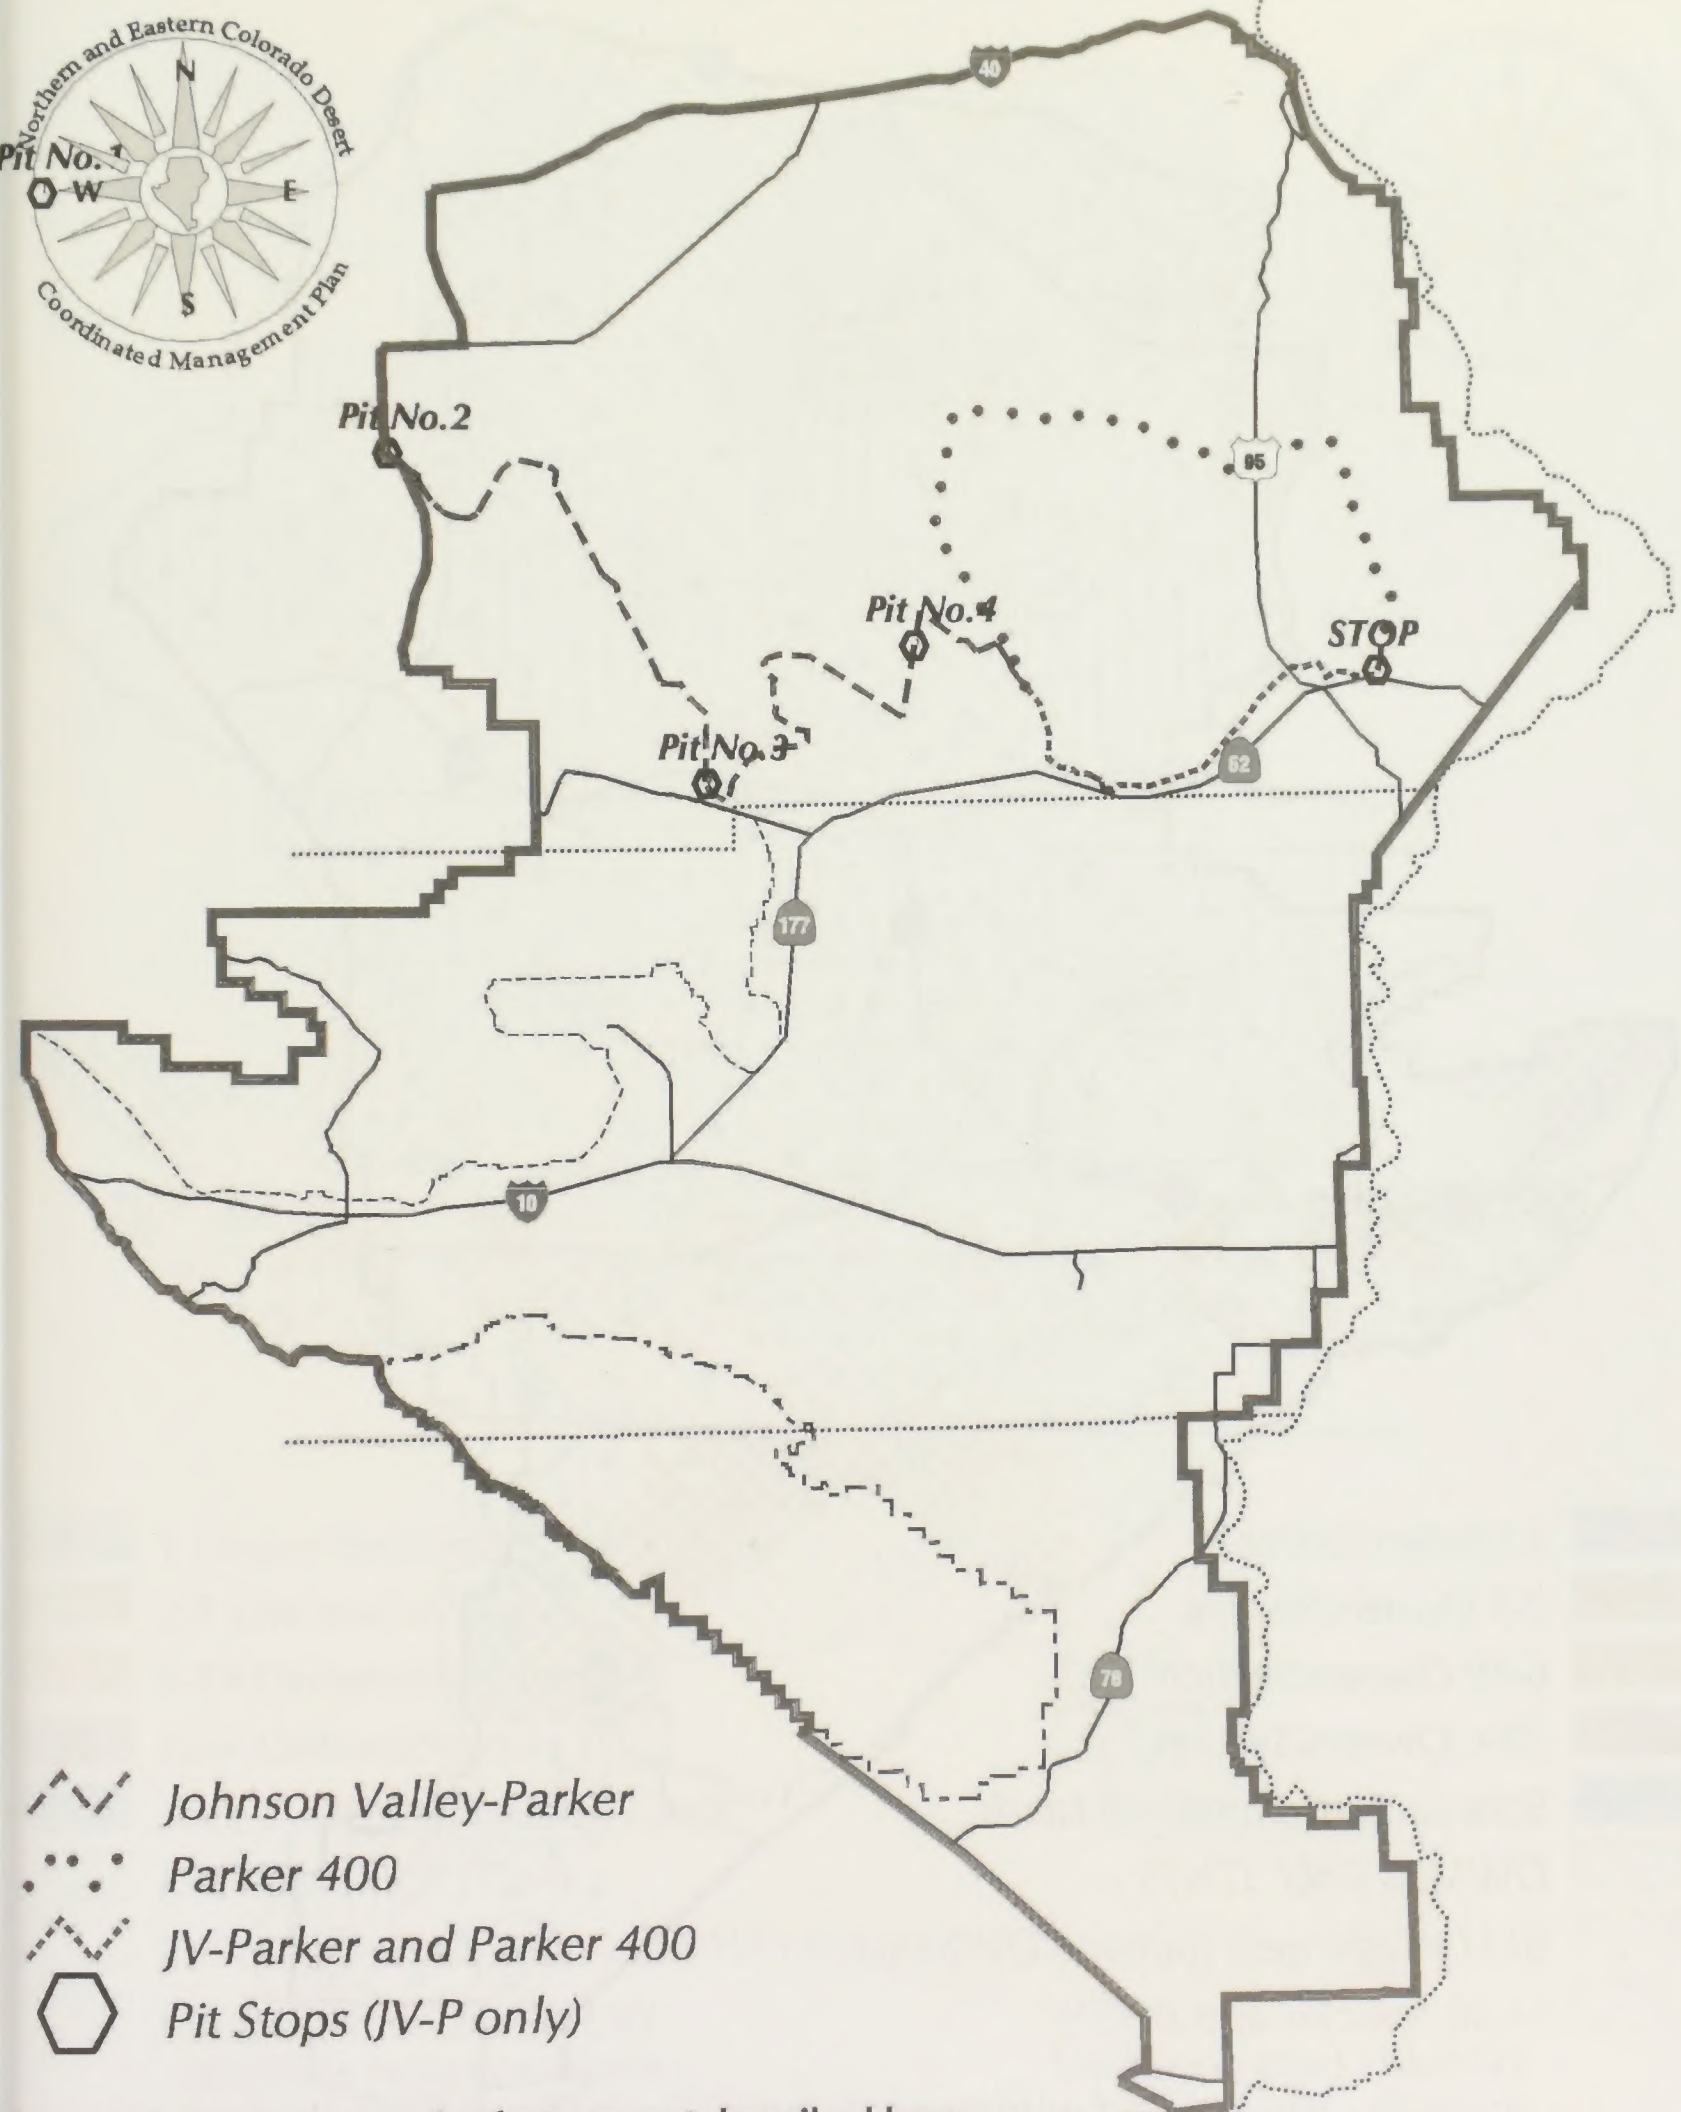 Northern and Eastern Colorado Desert
N
Pit No. 1
W
E
S
Coordinated Management Plan
40
Pit No.2
95
Pit No.4
STOP
Pit No.3
62
177
10
78
Johnson Valley-Parker
Parker 400
JV-Parker and Parker 400
Pit Stops (JV-P only)